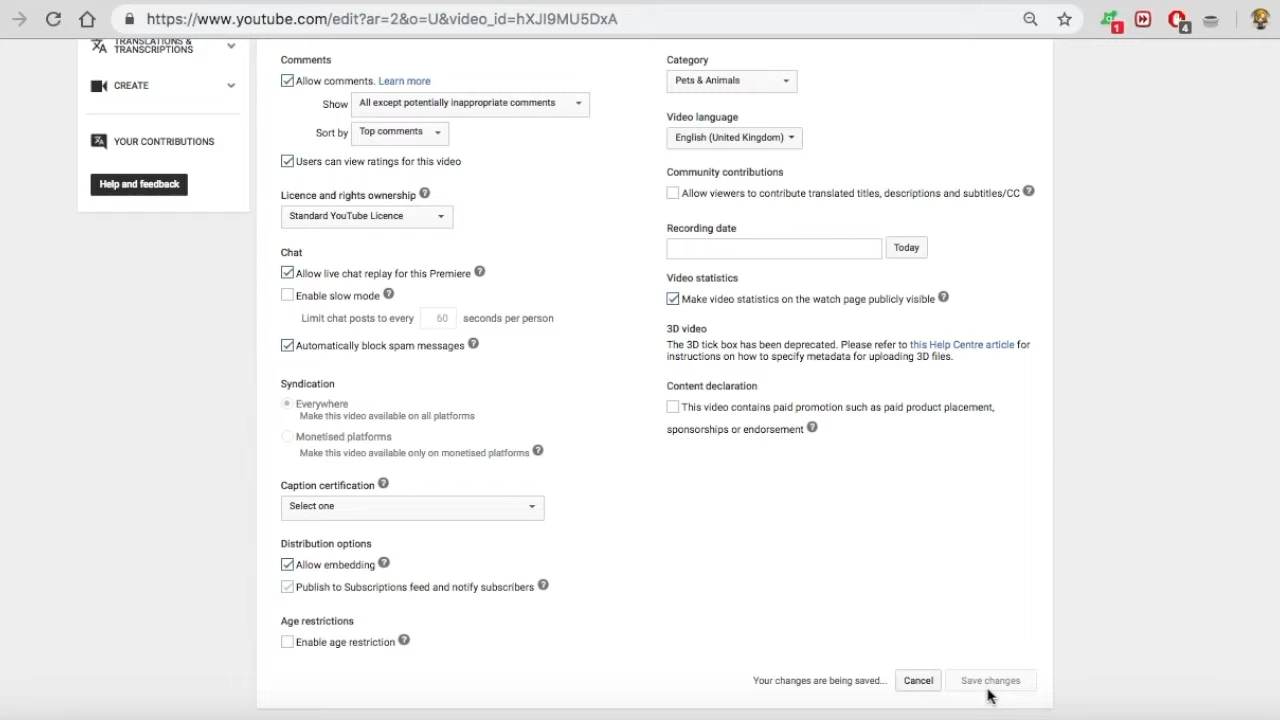 https://www.youtube.com/edit?ar=2&o=U&video_id=hXJI9MU5DxA
1
4
TRANSLATIONS &
TRANSCRIPTIONS
CREATE
YOUR CONTRIBUTIONS
Help and feedback
Comments
Allow comments. Learn more
Show All except potentially inappropriate comments
Sort by Top comments
Users can view ratings for this video
Licence and rights ownership ?
Standard YouTube Licence
Chat
Allow live chat replay for this Premiere ?
Enable slow mode ?
Limit chat posts to every 60 seconds per person
Automatically block spam messages ?
Syndication
Everywhere
Make this video available on all platforms
Monetised platforms
Make this video available only on monetised platforms ?
Caption certification ?
Select one
Distribution options
Allow embedding ?
Publish to Subscriptions feed and notify subscribers ?
Age restrictions
Enable age restriction ?
Category
Pets & Animals
Video language
English (United Kingdom)
Community contributions
Allow viewers to contribute translated titles, descriptions and subtitles/CC ?
Recording date
Today
Video statistics
Make video statistics on the watch page publicly visible ?
3D video
The 3D tick box has been deprecated. Please refer to this Help Centre article for
instructions on how to specify metadata for uploading 3D files.
Content declaration
This video contains paid promotion such as paid product placement,
sponsorships or endorsement ?
Your changes are being saved... Cancel Save changes